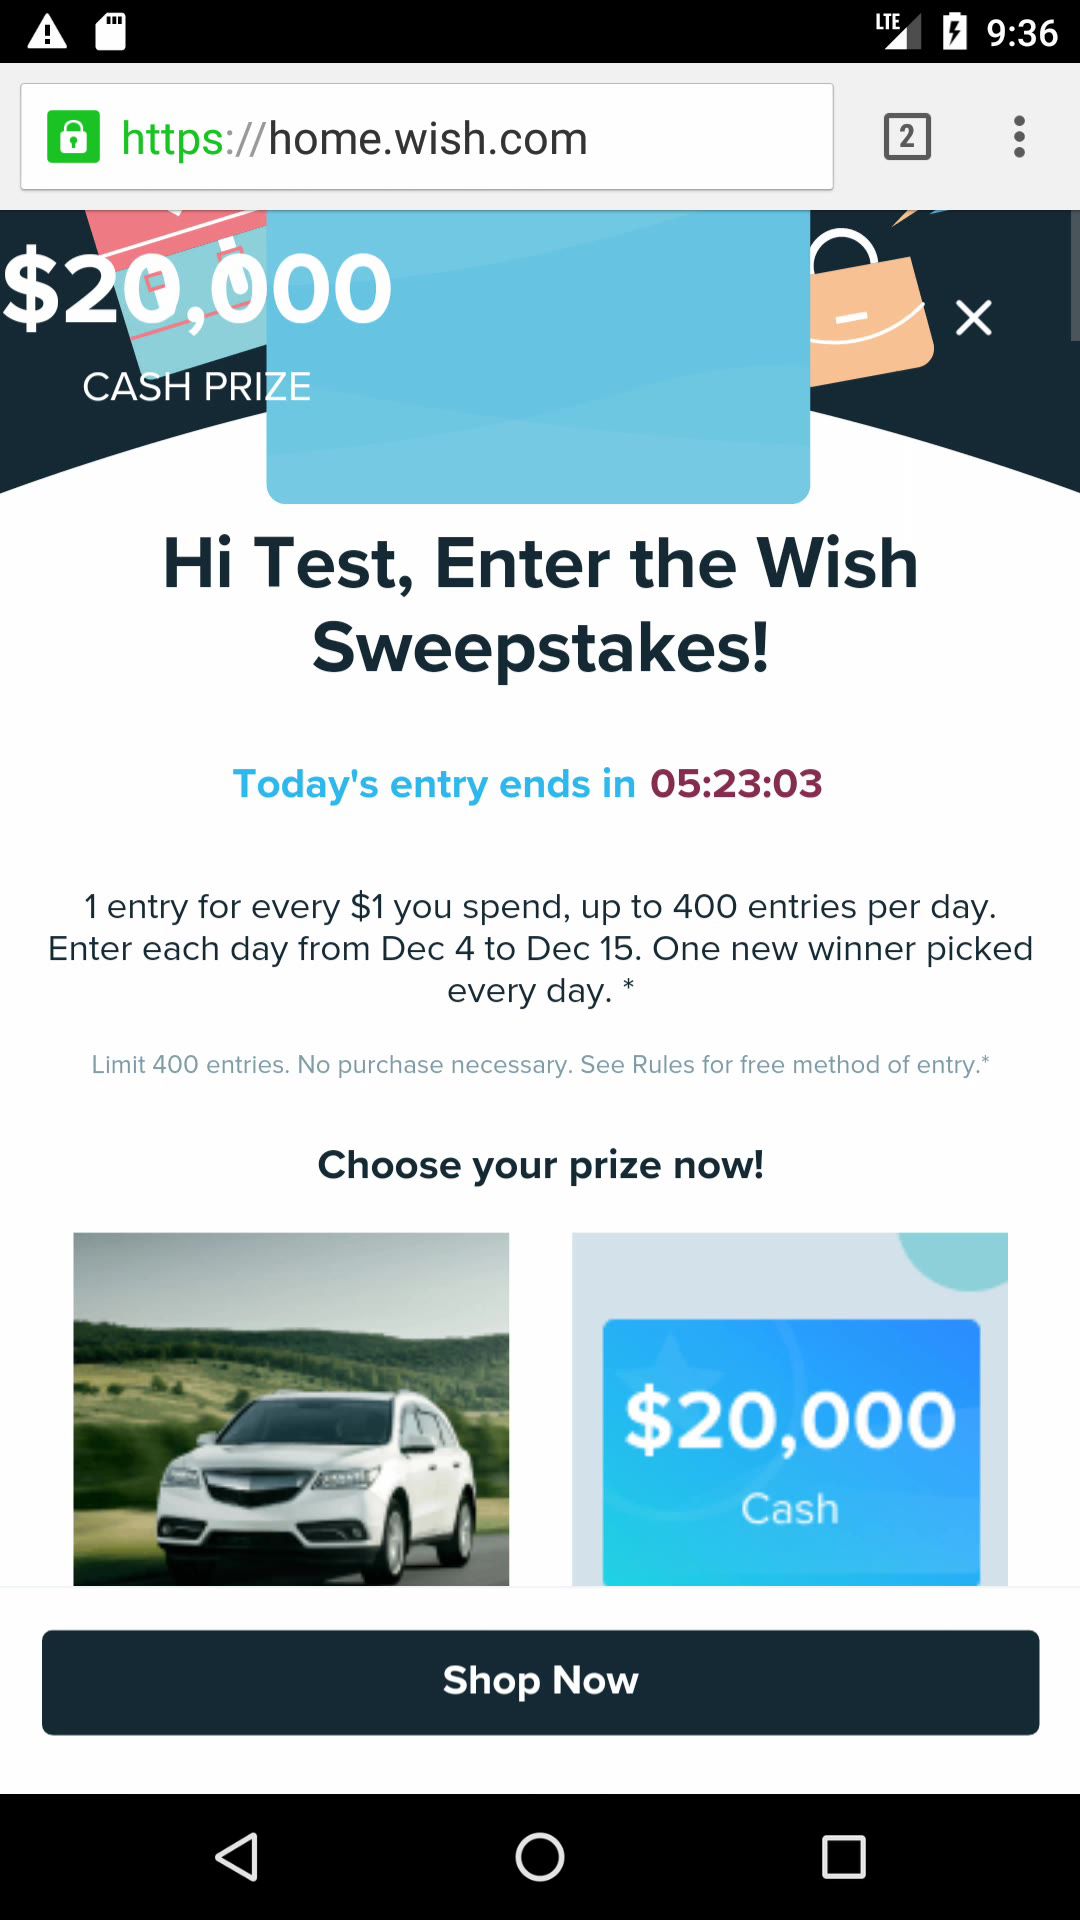 LTE
9:36
https://home.wish.com
2
$20,000
CASH PRIZE
Hi Test, Enter the Wish
Sweepstakes!
Today's entry ends in 05:23:03
1 entry for every $1 you spend, up to 400 entries per day.
Enter each day from Dec 4 to Dec 15. One new winner picked
every day. *
Limit 400 entries. No purchase necessary. See Rules for free method of entry.*
Choose your prize now!
$20,000
Cash
Shop Now